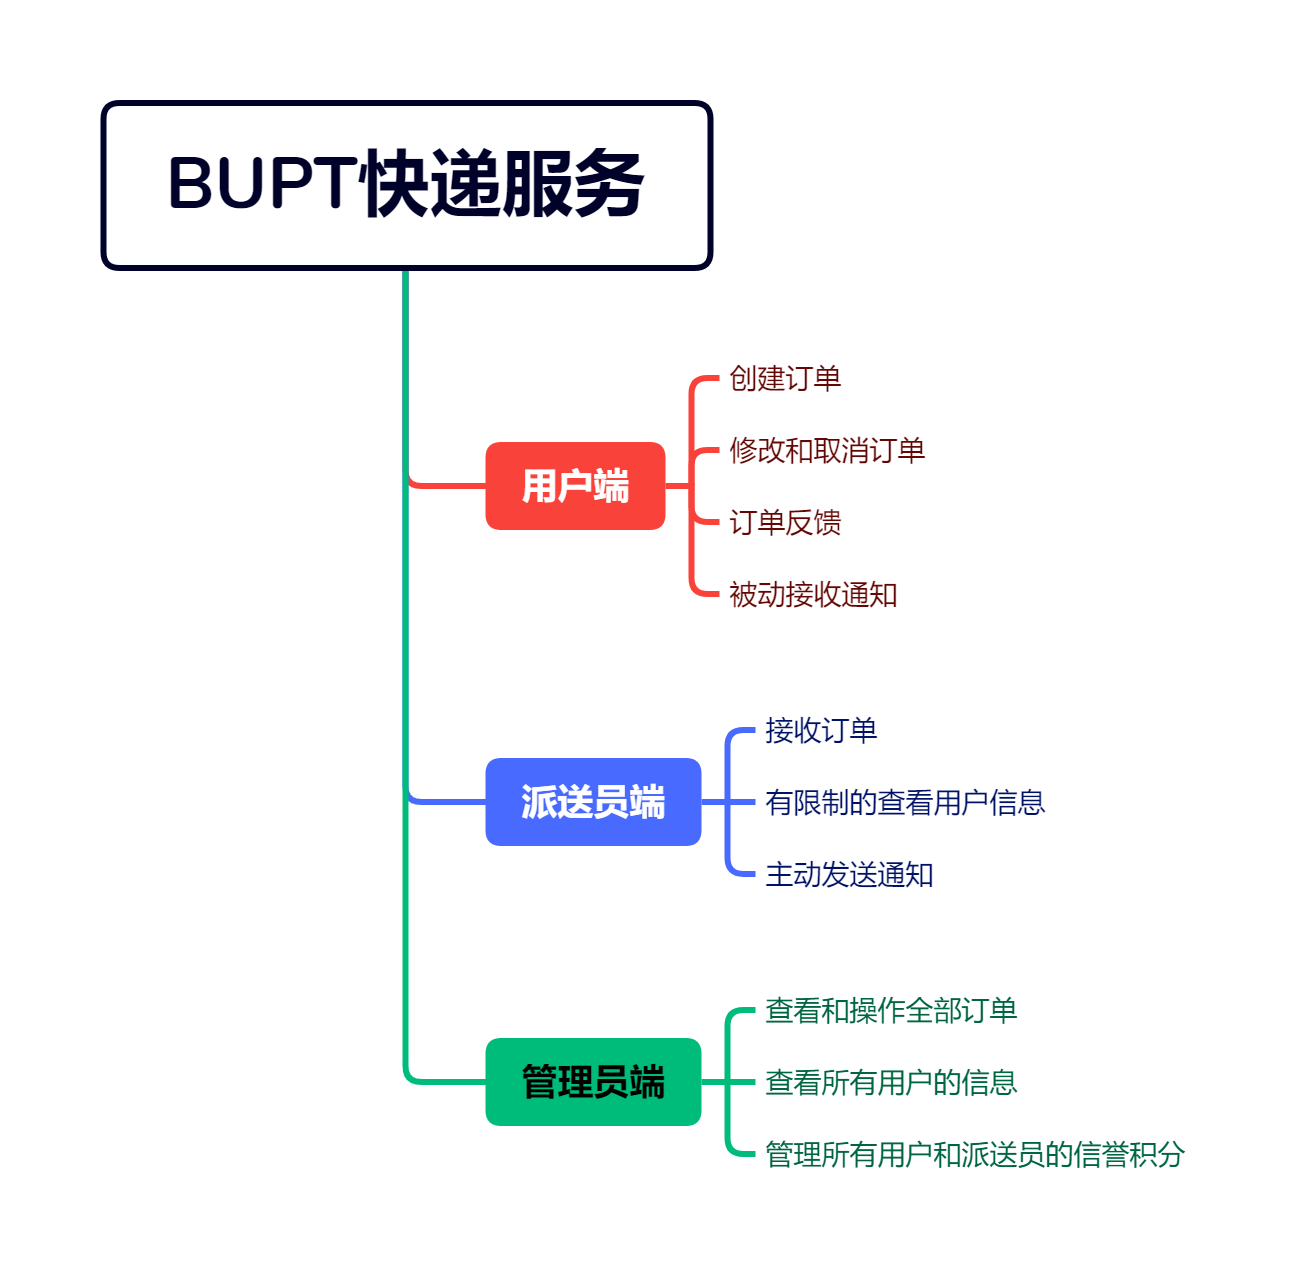 BUPT快递服务
用户端
创建订单
修改和取消订单
订单反馈
被动接收通知
派送员端
接收订单
有限制的查看用户信息
主动发送通知
管理员端
查看和操作全部订单
查看所有用户的信息
管理所有用户和派送员的信誉积分